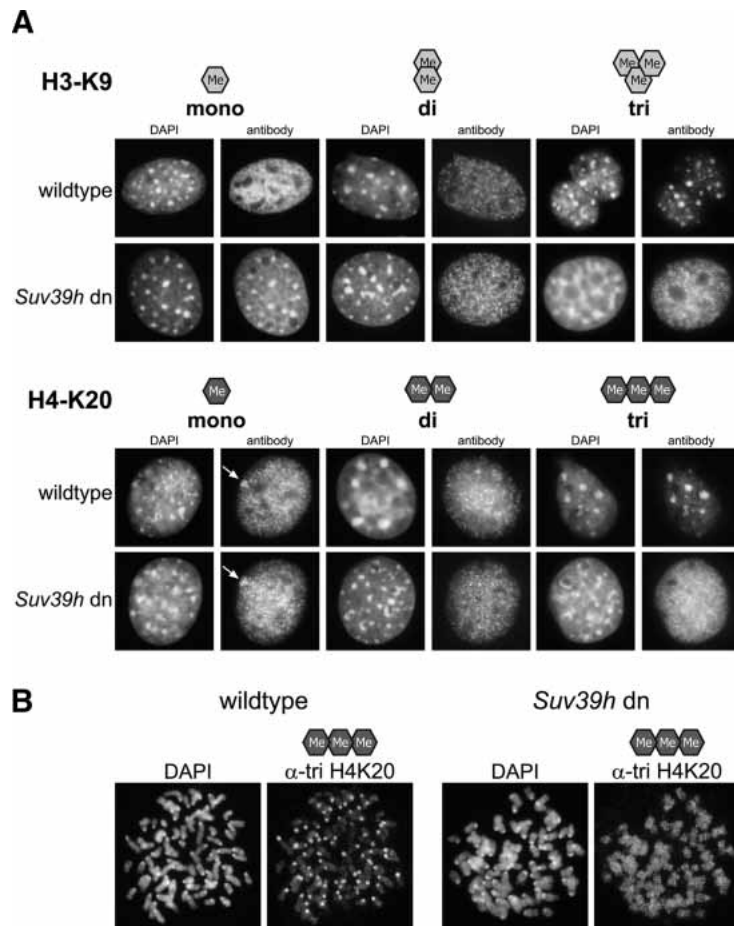 A
H3-K9
Me Me Me Me Me Me
mono di tri
DAPI antibody DAPI antibody DAPI antibody
wildtype
Suv39h dn
H4-K20
Me Me Me Me Me Me
mono di tri
DAPI antibody DAPI antibody DAPI antibody
wildtype
Suv39h dn
B
wildtype Suv39h dn
Me Me Me Me Me Me
DAPI α-tri H4K20 DAPI α-tri H4K20